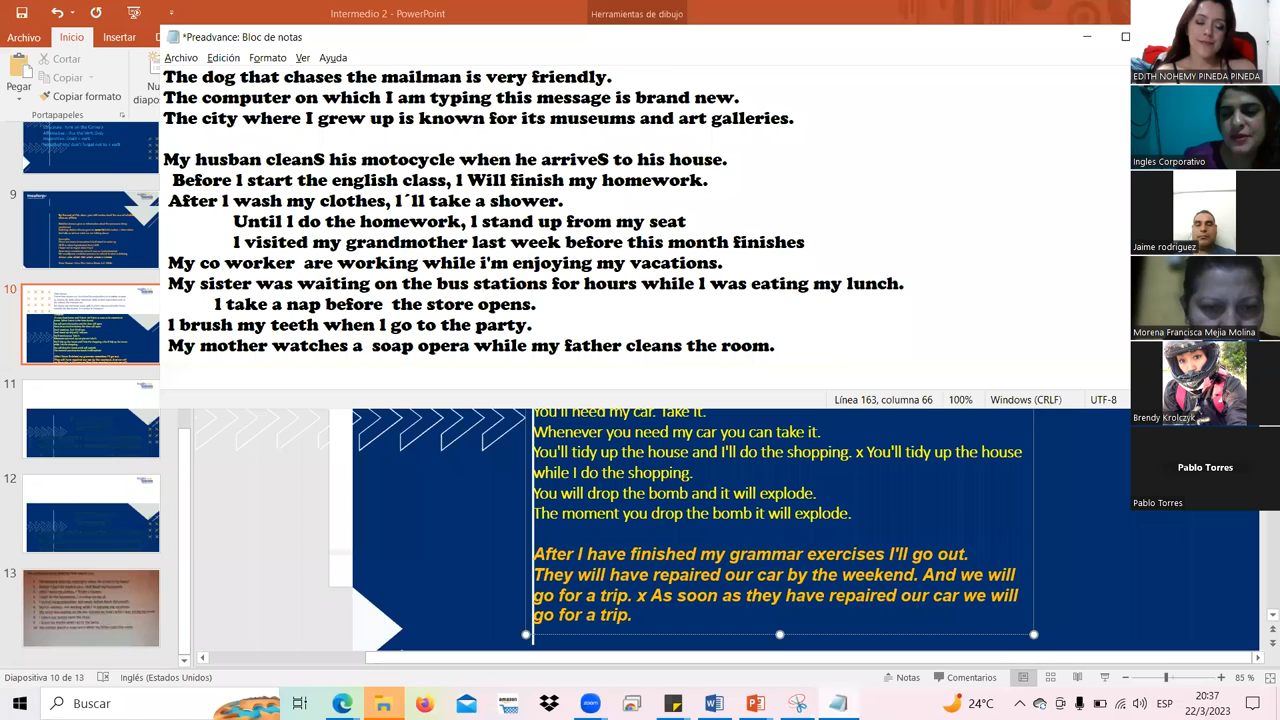 Intermedio 2 - PowerPoint
Herramientas de dibujo
Archivo
Inicio
Insertar
*Preadvance: Bloc de notas
Archivo Edición Formato Ver Ayuda
Cortar
Copiar
Copiar formato
Pegar
Portapapeles
The dog that chases the mailman is very friendly.
The computer on which I am typing this message is brand new.
The city where I grew up is known for its museums and art galleries.
My husban cleanS his motocycle when he arriveS to his house.
Before l start the english class, l Will finish my homework.
After l wash my clothes, l´ll take a shower.
Until l do the homework, l stand up from my seat
l visited my grandmother last week before this month finishes
My co worker are working while i'm enjoying my vacations.
My sister was waiting on the bus stations for hours while l was eating my lunch.
l take a nap before the store opens.
l brush my teeth when l go to the party.
My mother watches a soap opera while my father cleans the room.
Línea 163, columna 66
100%
Windows (CRLF)
UTF-8
You'll need my car. Take it.
Whenever you need my car you can take it.
You'll tidy up the house and I'll do the shopping. x You'll tidy up the house
while I do the shopping.
You will drop the bomb and it will explode.
The moment you drop the bomb it will explode.
After I have finished my grammar exercises I'll go out.
They will have repaired our car by the weekend. And we will
go for a trip. x As soon as they have repaired our car we will
go for a trip.
9
10
11
12
13
EDITH NOHEMY PINEDA PINEDA
Ingles Corporativo
Jaime rodriguez
Morena Francisca Mejia Molina
Brendy Krolczyk
Pablo Torres
Pablo Torres
Diapositiva 10 de 13
Inglés (Estados Unidos)
Notas
Comentarios
85 %
Buscar
zoom
24°C
ESP
20:37
22/3/2023